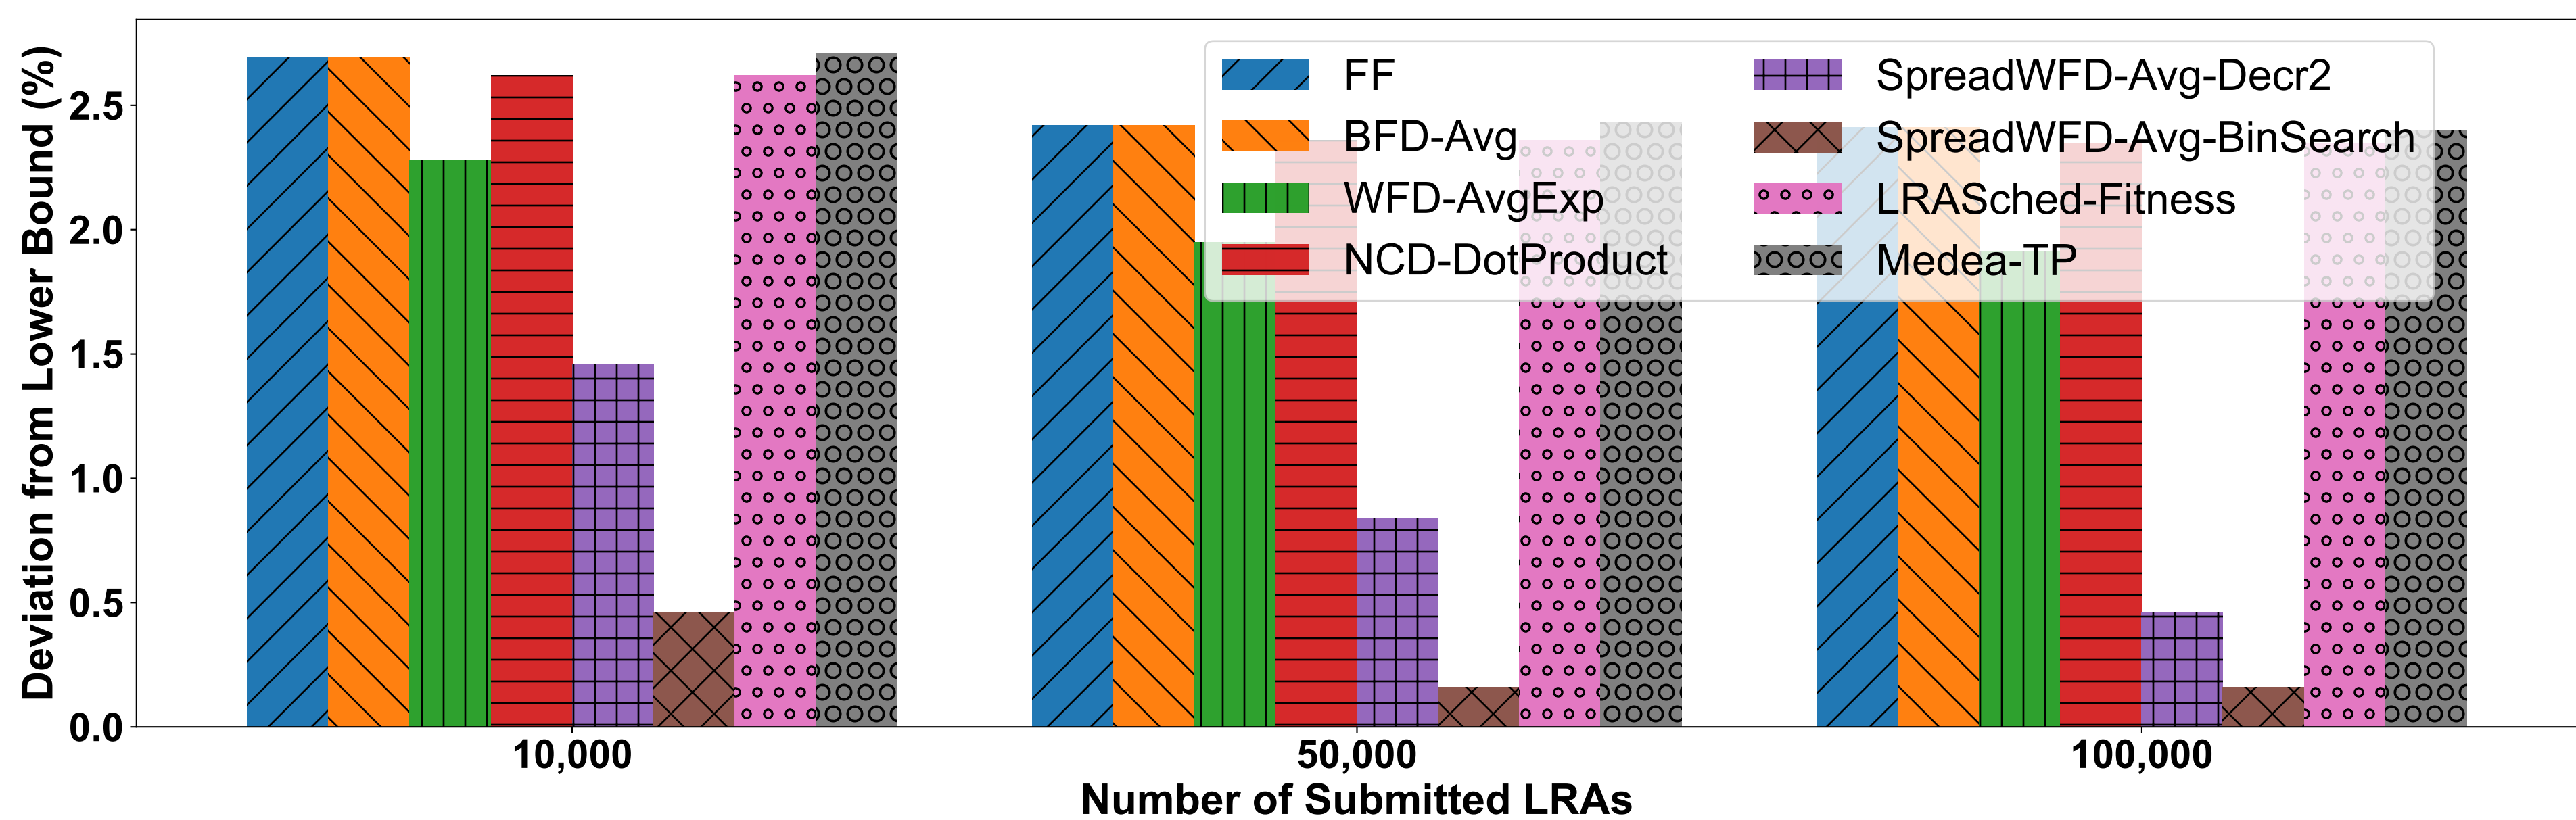 Deviation from Lower Bound (%)
2.5
2.0
1.5
1.0
0.5
0.0
FF
BFD-Avg
WFD-AvgExp
NCD-DotProduct
SpreadWFD-Avg-Decr2
SpreadWFD-Avg-BinSearch
LRASched-Fitness
Medea-TP
10,000
50,000
100,000
Number of Submitted LRAs